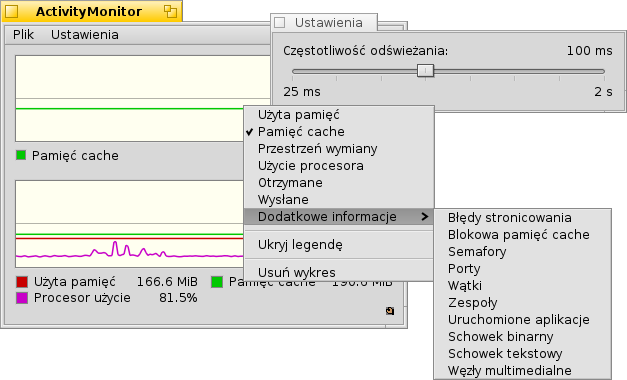 ActivityMonitor
Plik Ustawienia
Ustawienia
Częstotliwość odświeżania: 100 ms
25 ms 2 s
Pamięć cache
Użyta pamięć 166.6 MiB Pamięć cache 190.6 MiB
Procesor użycie 81.5%
Użyta pamięć
Pamięć cache
Przestrzeń wymiany
Użycie procesora
Otrzymane
Wysłane
Dodatkowe informacje
Ukryj legendę
Usuń wykres
Błędy stronicowania
Blokowa pamięć cache
Semafory
Porty
Wątki
Zespoły
Uruchomione aplikacje
Schowek binarny
Schowek tekstowy
Węzły multimedialne